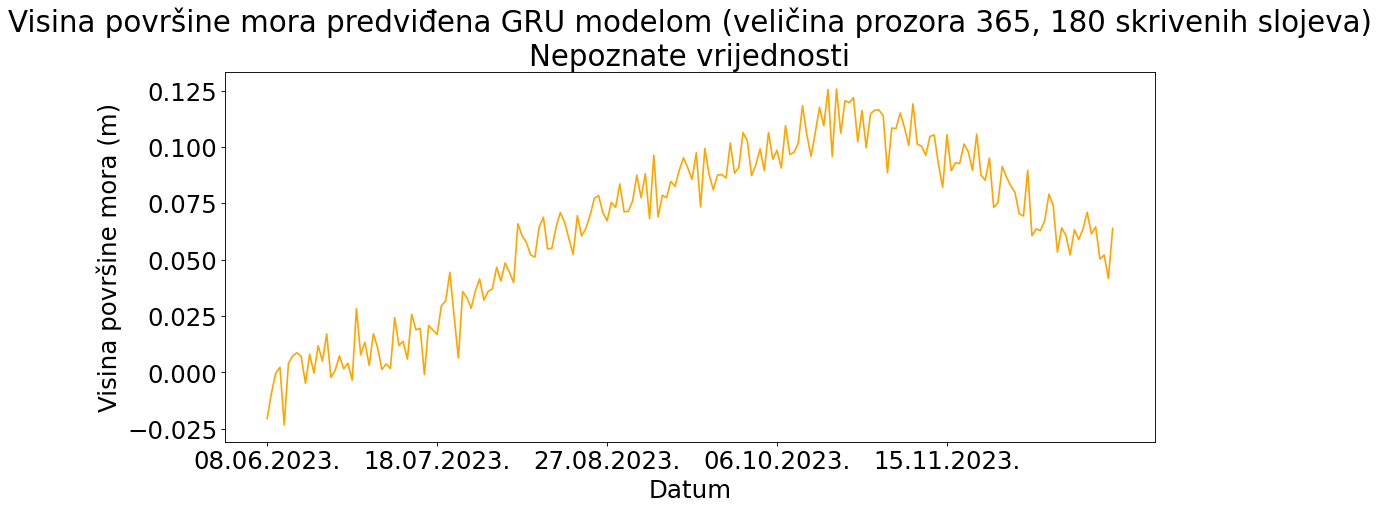 Visina površine mora predviđena GRU modelom (veličina prozora 365, 180 skrivenih slojeva)
Nepoznate vrijednosti
Visina površine mora (m)
0.125
0.100
0.075
0.050
0.025
0.000
−0.025
08.06.2023. 18.07.2023. 27.08.2023. 06.10.2023. 15.11.2023.
Datum